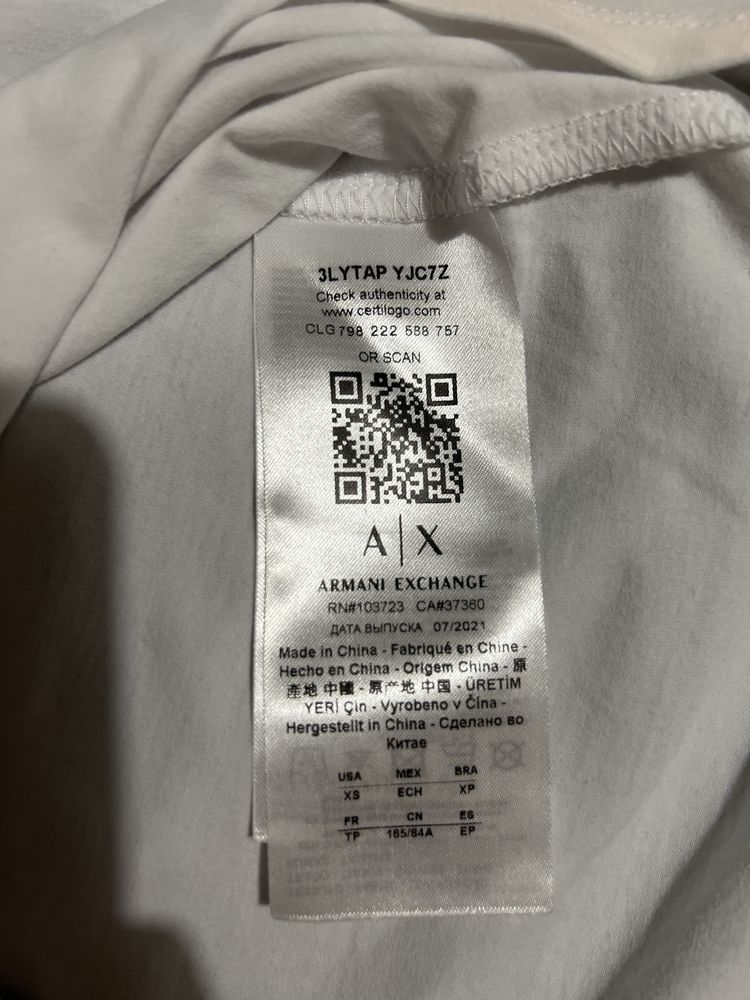 3LYTAP YJC7Z
Check authenticity at
www.certilogo.com
CLG 798 222 588 757
OR SCAN
A|X
ARMANI EXCHANGE
RN#103723 CA#37360
ДАТА ВЫПУСКА 07/2021
Made in China - Fabriqué en Chine -
Hecho en China - Origem China - 原
產地 中國 - 原产地 中国 - ÜRETİM
YERİ Çin - Vyrobeno v Čína -
Hergestellt in China - Сделано во
Китае
USA MEX BRA
XS ECH XP
FR CN ES
TP 165/84A EP